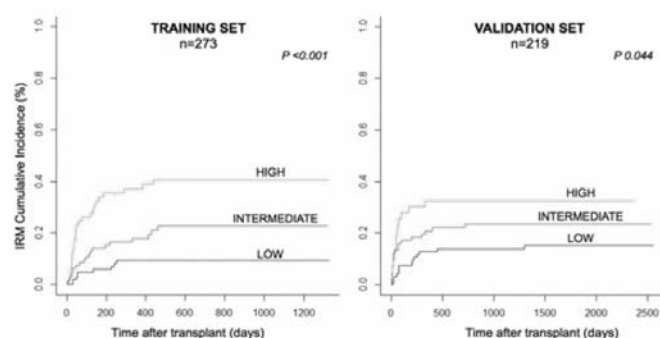 TRAINING SET
n=273
P <0.001
IRM Cumulative Incidence (%)
1.0
0.8
0.6
0.4
0.2
0.0
HIGH
INTERMEDIATE
LOW
0 200 400 600 800 1000 1200
Time after transplant (days)
VALIDATION SET
n=219
P 0.044
1.0
0.8
0.6
0.4
0.2
0.0
HIGH
INTERMEDIATE
LOW
0 500 1000 1500 2000 2500
Time after transplant (days)